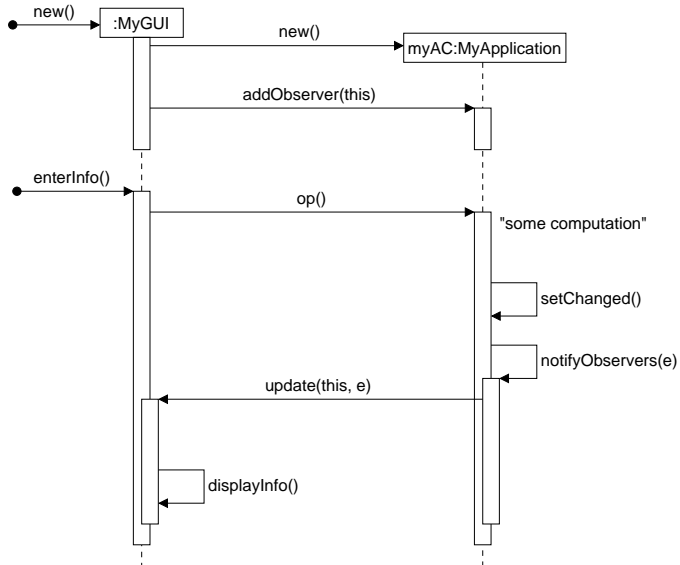 new()
:MyGUI
new()
myAC:MyApplication
addObserver(this)
enterInfo()
op()
"some computation"
setChanged()
notifyObservers(e)
update(this, e)
displayInfo()